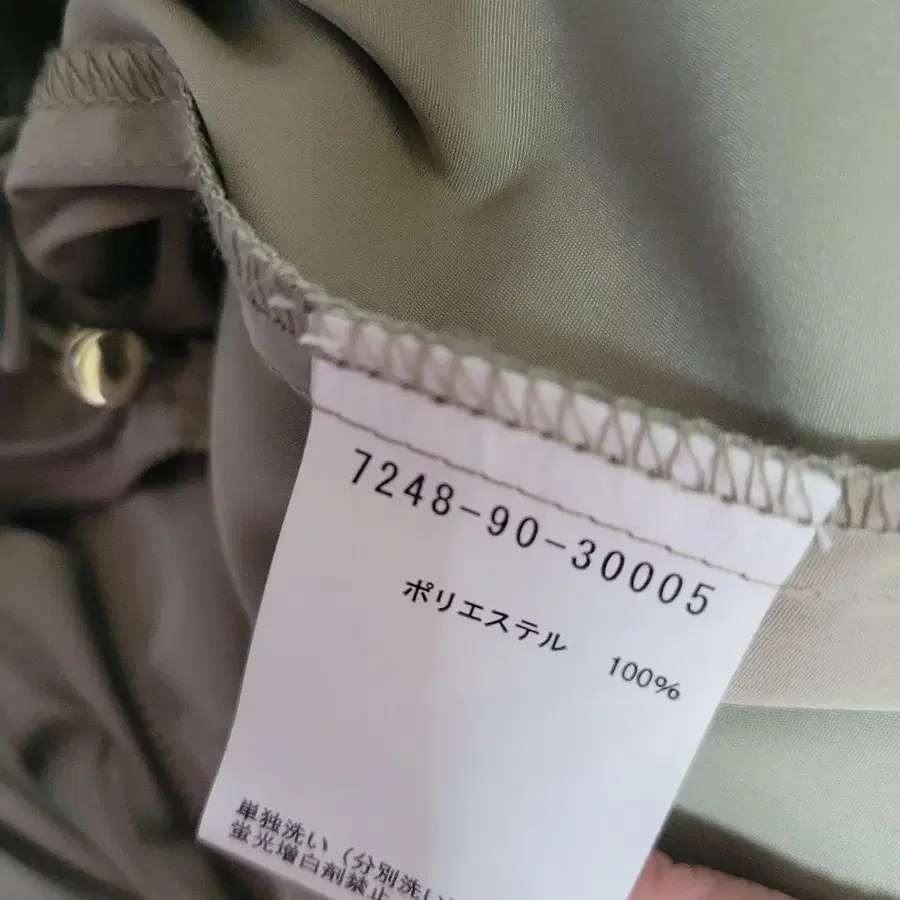 7248-90-30005
ポリエステル 100%
単独洗い(分別洗い
蛍光増白剤禁止